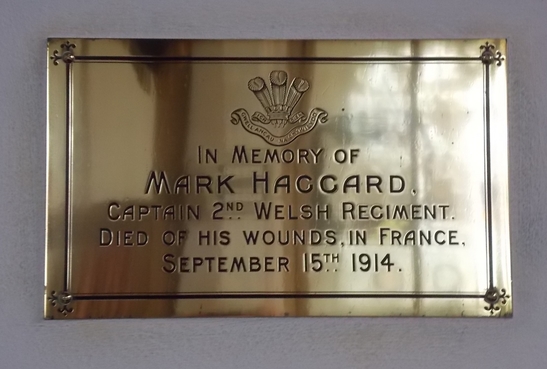 IN MEMORY OF
MARK HAGGARD.
CAPTAIN 2ND WELSH REGIMENT.
DIED OF HIS WOUNDS, IN FRANCE,
SEPTEMBER 15TH 1914.